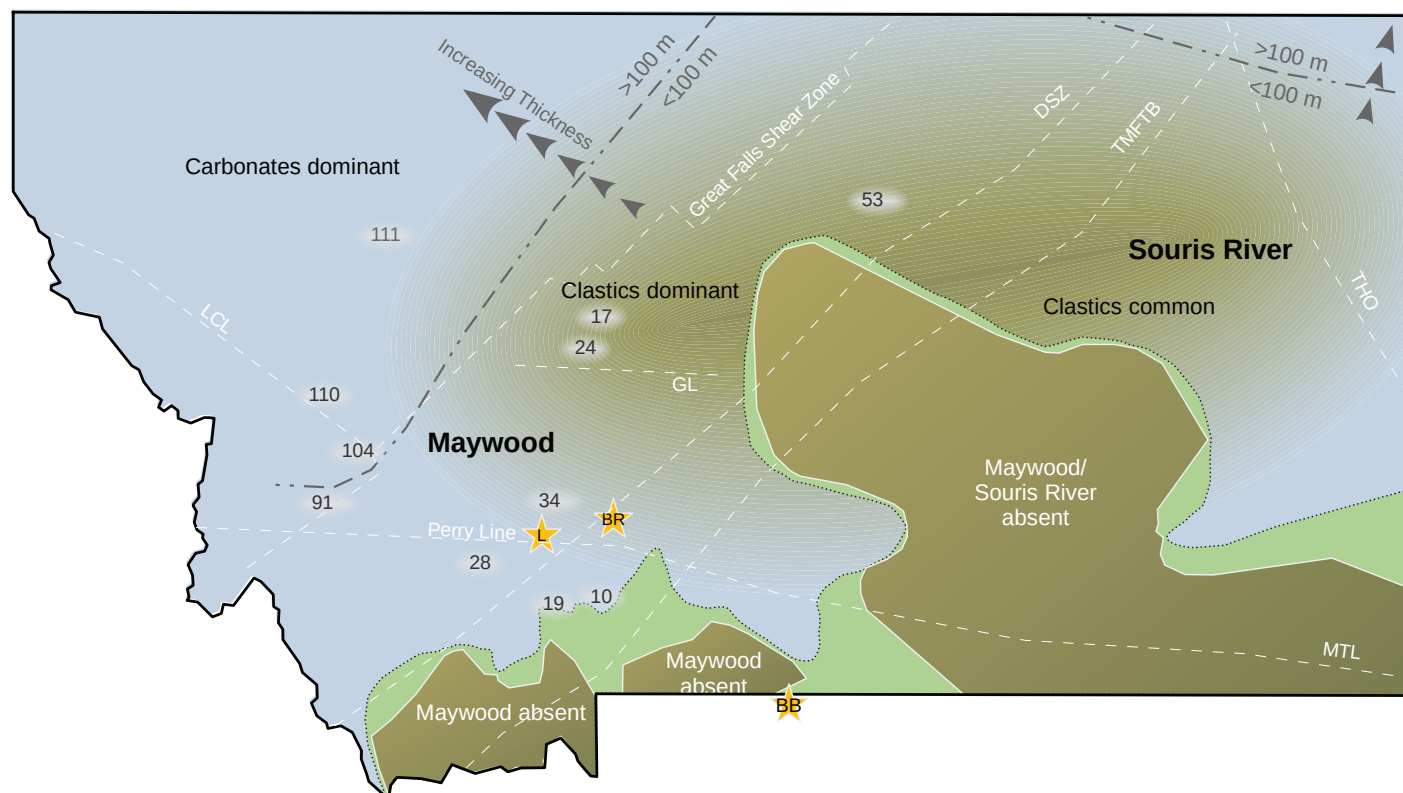 >100 m
<100 m
>100 m
<100 m
Increasing Thickness
Great Falls Shear Zone
DSZ
TMFTB
Carbonates dominant
53
111
Souris River
Clastics dominant
THO
Clastics common
17
LCL
24
GL
110
Maywood
104
Maywood/
Souris River
absent
91
34
BR
Perry Line
L
28
19
10
MTL
Maywood
absent
Maywood absent
BB